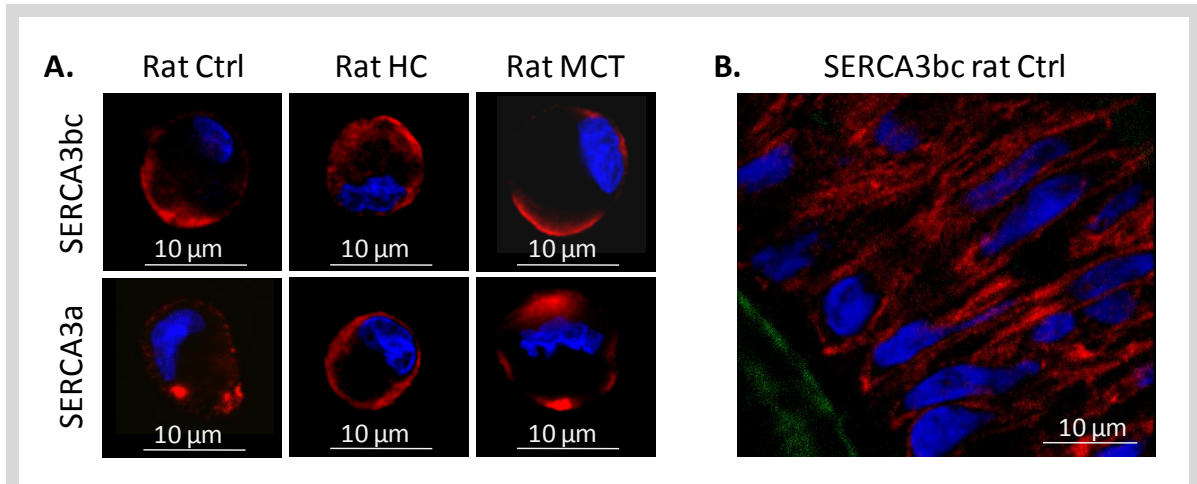 A. Rat Ctrl Rat HC Rat MCT
SERCA3bc
10 µm 10 µm 10 µm
SERCA3a
10 µm 10 µm 10 µm
B. SERCA3bc rat Ctrl
10 µm